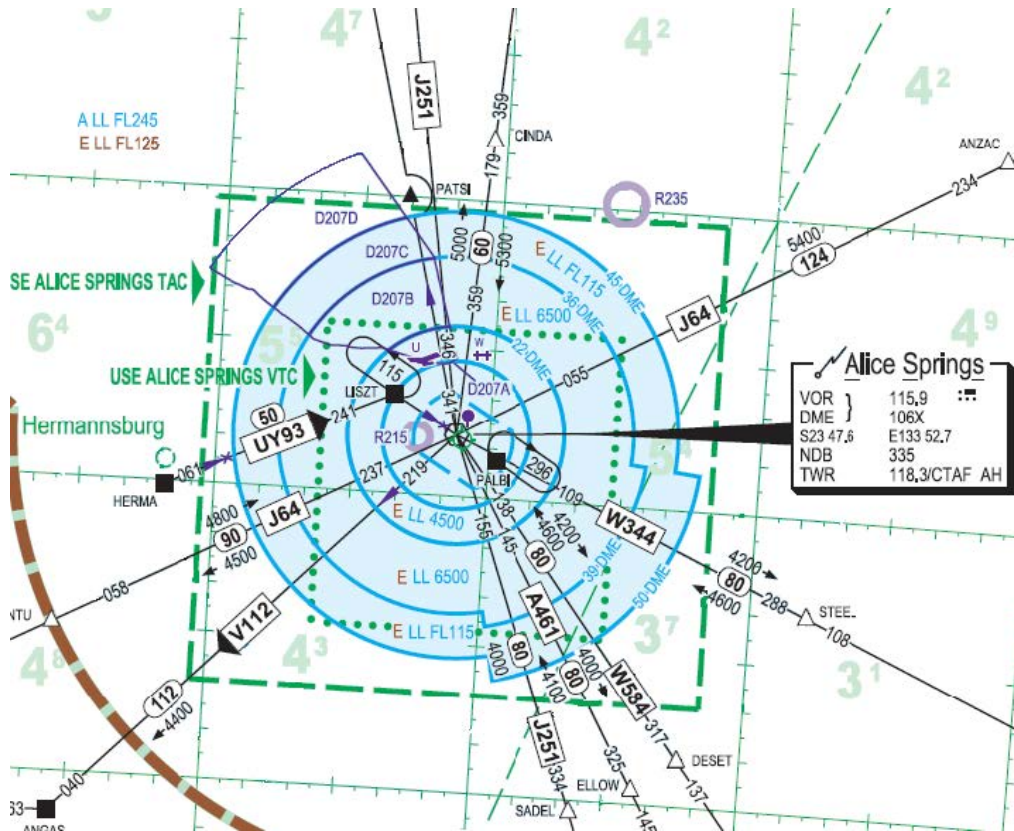 4⁷
4²
J251
359
A LL FL245
E LL FL125
CINDA
4²
ANZAC
179
234
PATSI
R235
D207D
5000
60
5300
E LL FL115
45·DME
5400
124
D207C
SE ALICE SPRINGS TAC
D207B
359
E LL 6500
36·DME
J64
6⁴
5⁵
4⁹
U
W
22·DME
346
USE ALICE SPRINGS VTC
115
055
Alice Springs
LISZT
D207A
341
VOR } 115.9
DME 106X
S23 47.6 E133 52.7
NDB 335
TWR 118.3/CTAF AH
50
241
UY93
R215
Hermannsburg
061
HERMA
237
219
296
PALBI
109
5⁴
4800
J64
90
4500
E LL 4500
138
145
155
4200
4600
W344
058
NTU
E LL 6500
80
39·DME
50·DME
4200
80
4600
288
STEEL
108
V112
A461
E LL FL115
4⁸
4³
3⁷
3¹
4000
80
4100
80
4000
W584
112
4400
J251
317
DESET
040
334
325
137
63
ANGAS
SADEL
ELLOW
145